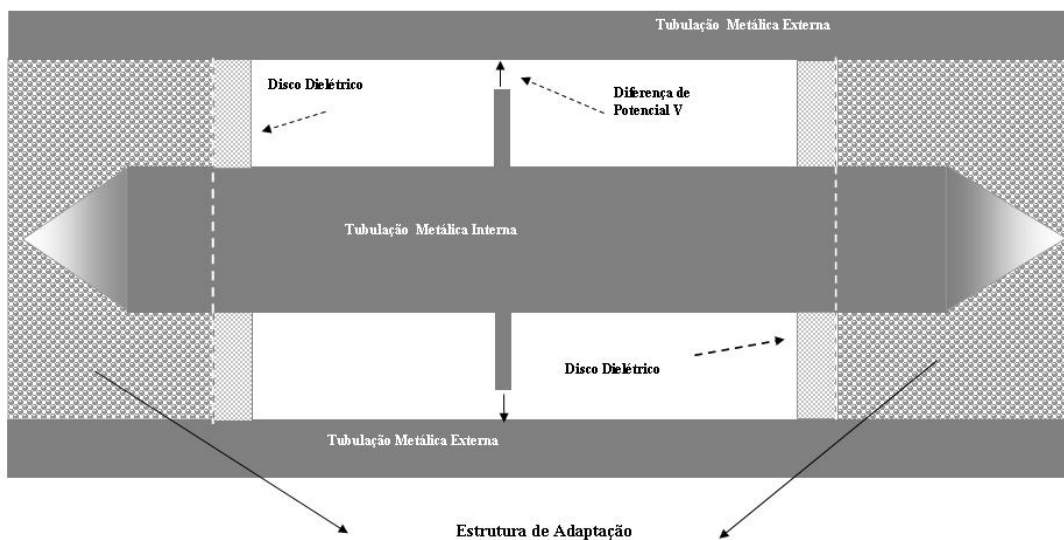 Tubulação Metálica Externa
Disco Dielétrico
Diferença de
Potencial V
Tubulação Metálica Interna
Disco Dielétrico
Tubulação Metálica Externa
Estrutura de Adaptação